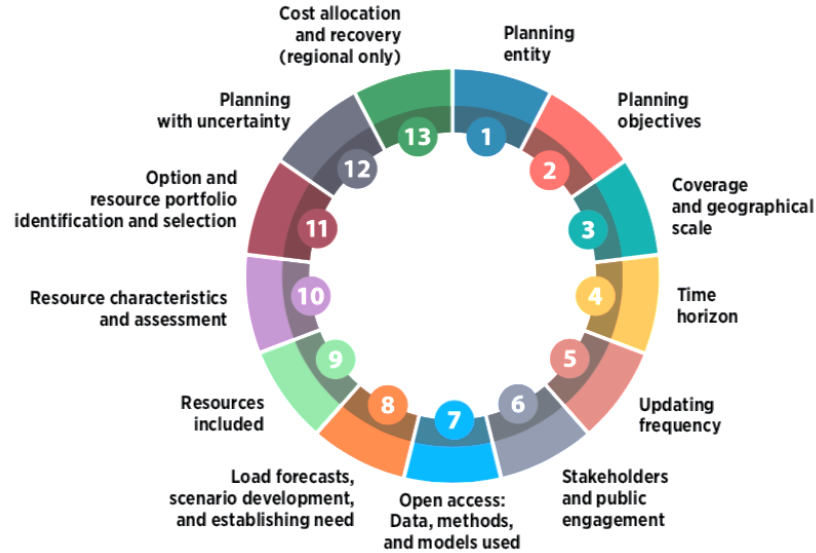 Cost allocation
and recovery
(regional only)
13
Planning
entity
1
Planning
objectives
2
Coverage
and geographical
scale
3
Time
horizon
4
Updating
frequency
5
Stakeholders
and public
engagement
6
Open access:
Data, methods,
and models used
7
Load forecasts,
scenario development,
and establishing need
8
Resources
included
9
Resource characteristics
and assessment
10
Option and
resource portfolio
identification and selection
11
Planning
with uncertainty
12